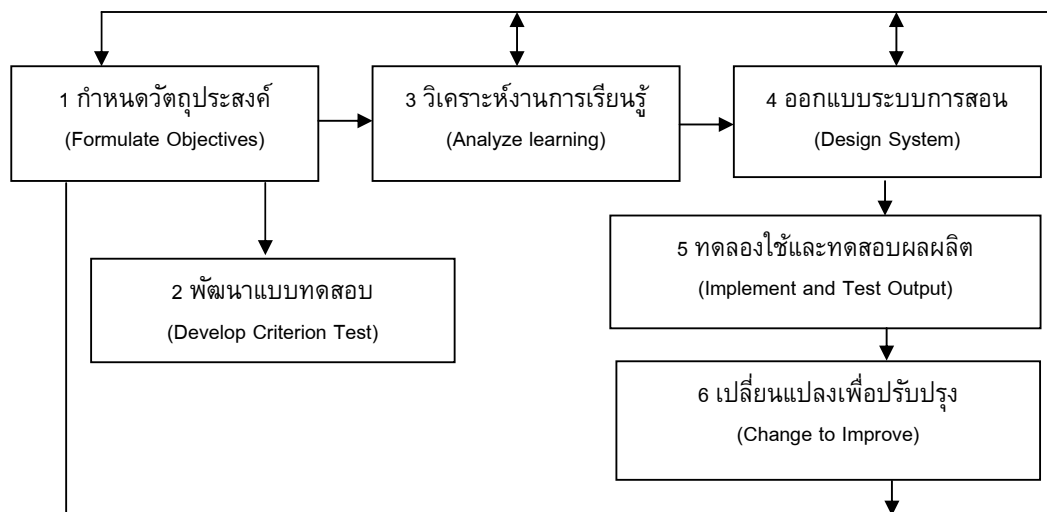 1 กำหนดวัตถุประสงค์
(Formulate Objectives)
2 พัฒนาแบบทดสอบ
(Develop Criterion Test)
3 วิเคราะห์งานการเรียนรู้
(Analyze learning)
4 ออกแบบระบบการสอน
(Design System)
5 ทดลองใช้และทดสอบผลผลิต
(Implement and Test Output)
6 เปลี่ยนแปลงเพื่อปรับปรุง
(Change to Improve)